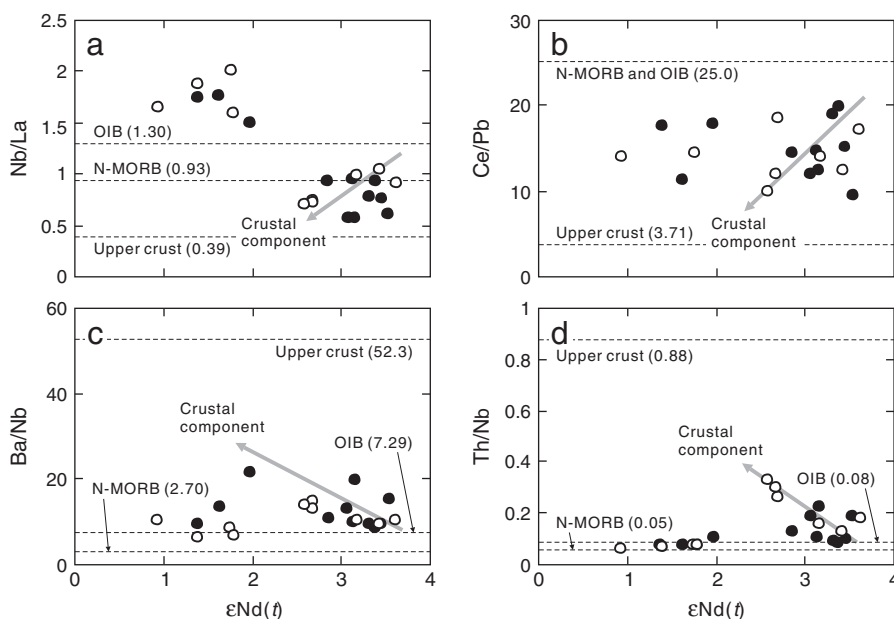 a
2.5
2
1.5
1
0.5
0
Nb/La
OIB (1.30)
N-MORB (0.93)
Crustal
component
Upper crust (0.39)
b
30
20
10
0
Ce/Pb
N-MORB and OIB (25.0)
Crustal
component
Upper crust (3.71)
c
60
40
20
0
Ba/Nb
Upper crust (52.3)
Crustal
component
OIB (7.29)
N-MORB (2.70)
0 1 2 3 4
εNd(t)
d
1
0.8
0.6
0.4
0.2
0
Th/Nb
Upper crust (0.88)
Crustal
component
OIB (0.08)
N-MORB (0.05)
0 1 2 3 4
εNd(t)